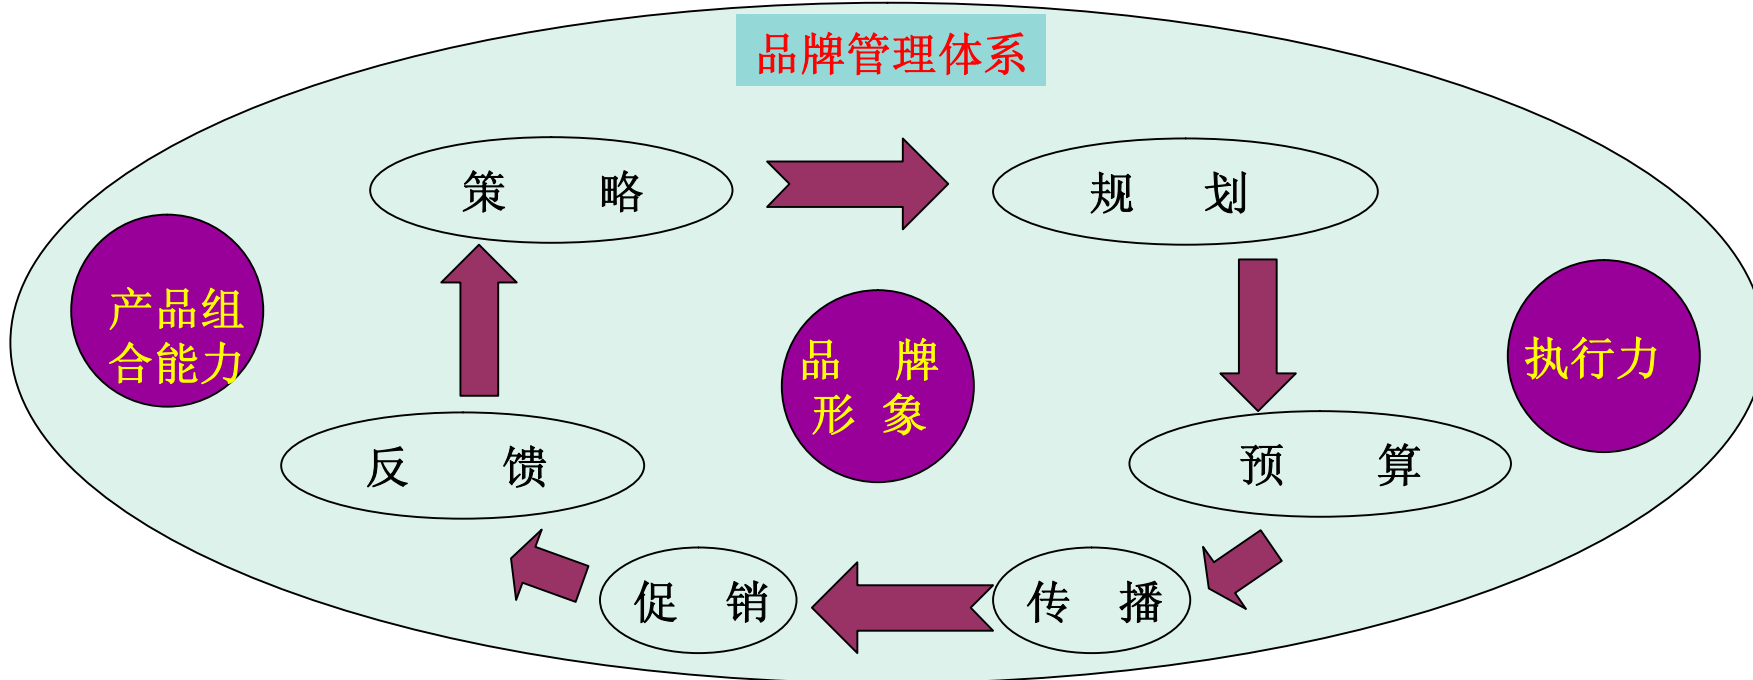 品牌管理体系
策 略
规 划
产品组
合能力
品 牌
形 象
执行力
反 馈
预 算
促 销
传 播